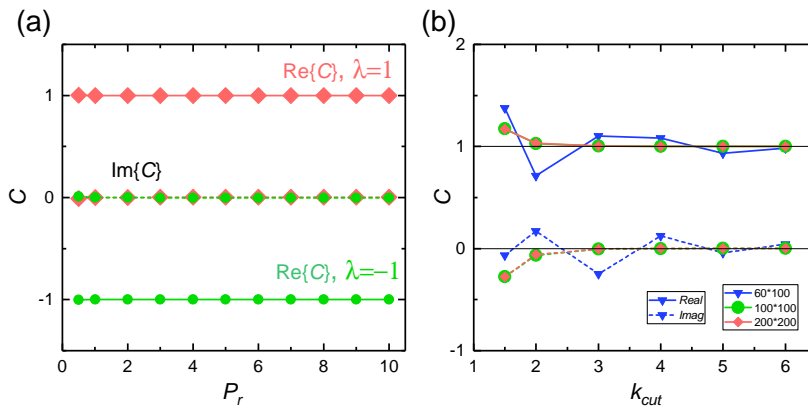 (a)
(b)
1
0
-1
0
2
4
6
8
10
C
P_r
Re{C}, λ=1
Im{C}
Re{C}, λ=−1
2
1
0
-1
1
2
3
4
5
6
C
k_cut
Real
Imag
60*100
100*100
200*200